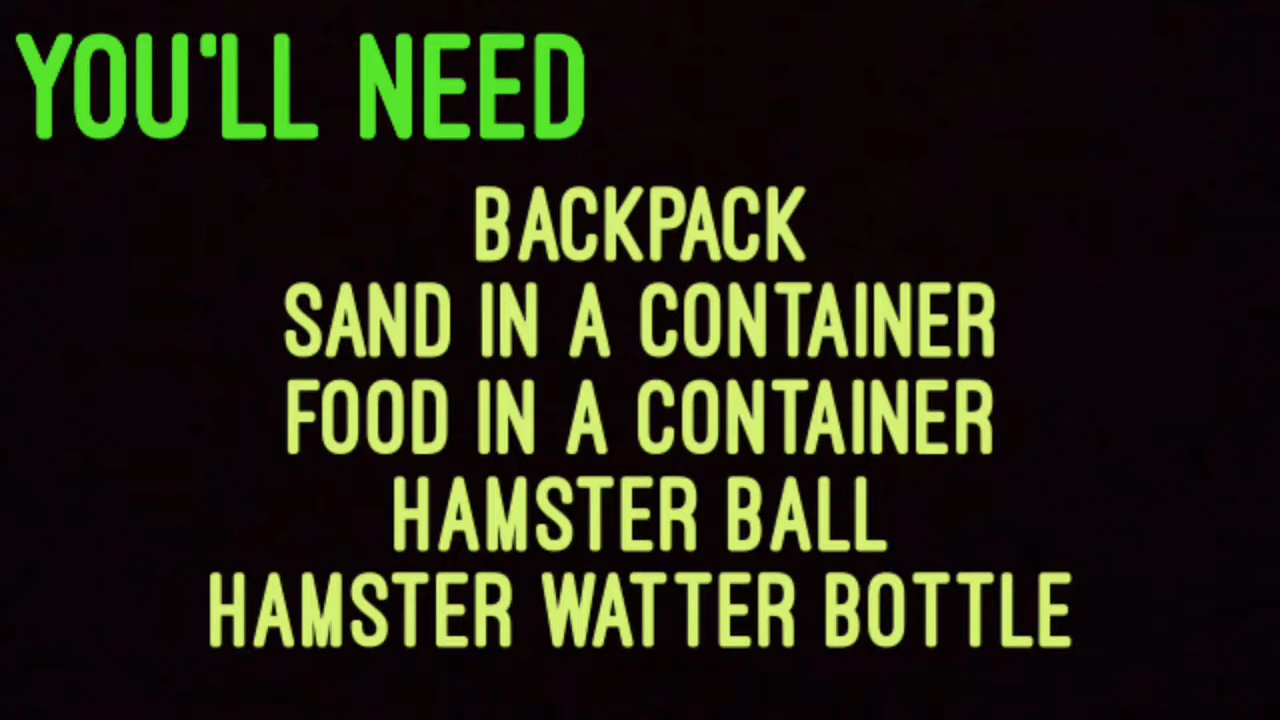 YOU'LL NEED
BACKPACK
SAND IN A CONTAINER
FOOD IN A CONTAINER
HAMSTER BALL
HAMSTER WATTER BOTTLE